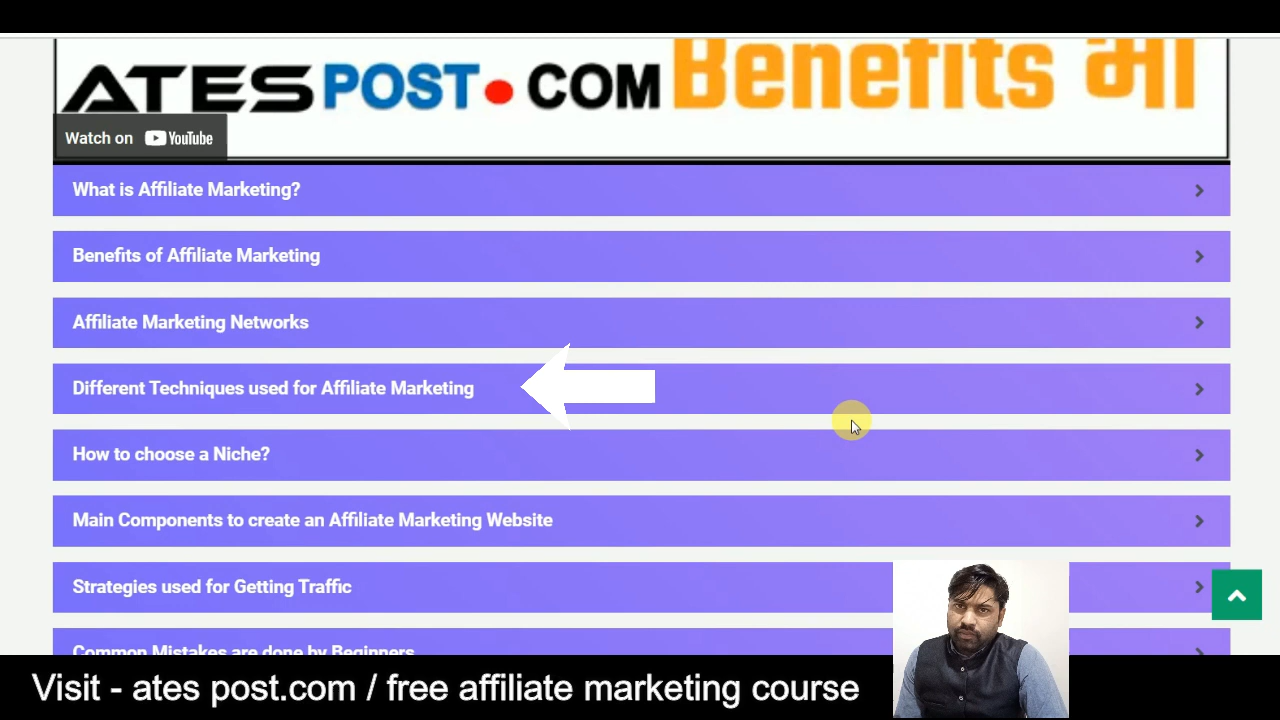 ATESPOST.COM Benefits
Watch on YouTube
What is Affiliate Marketing?
Benefits of Affiliate Marketing
Affiliate Marketing Networks
Different Techniques used for Affiliate Marketing
How to choose a Niche?
Main Components to create an Affiliate Marketing Website
Strategies used for Getting Traffic
Common Mistakes are done by Beginners
Visit - ates post.com / free affiliate marketing course